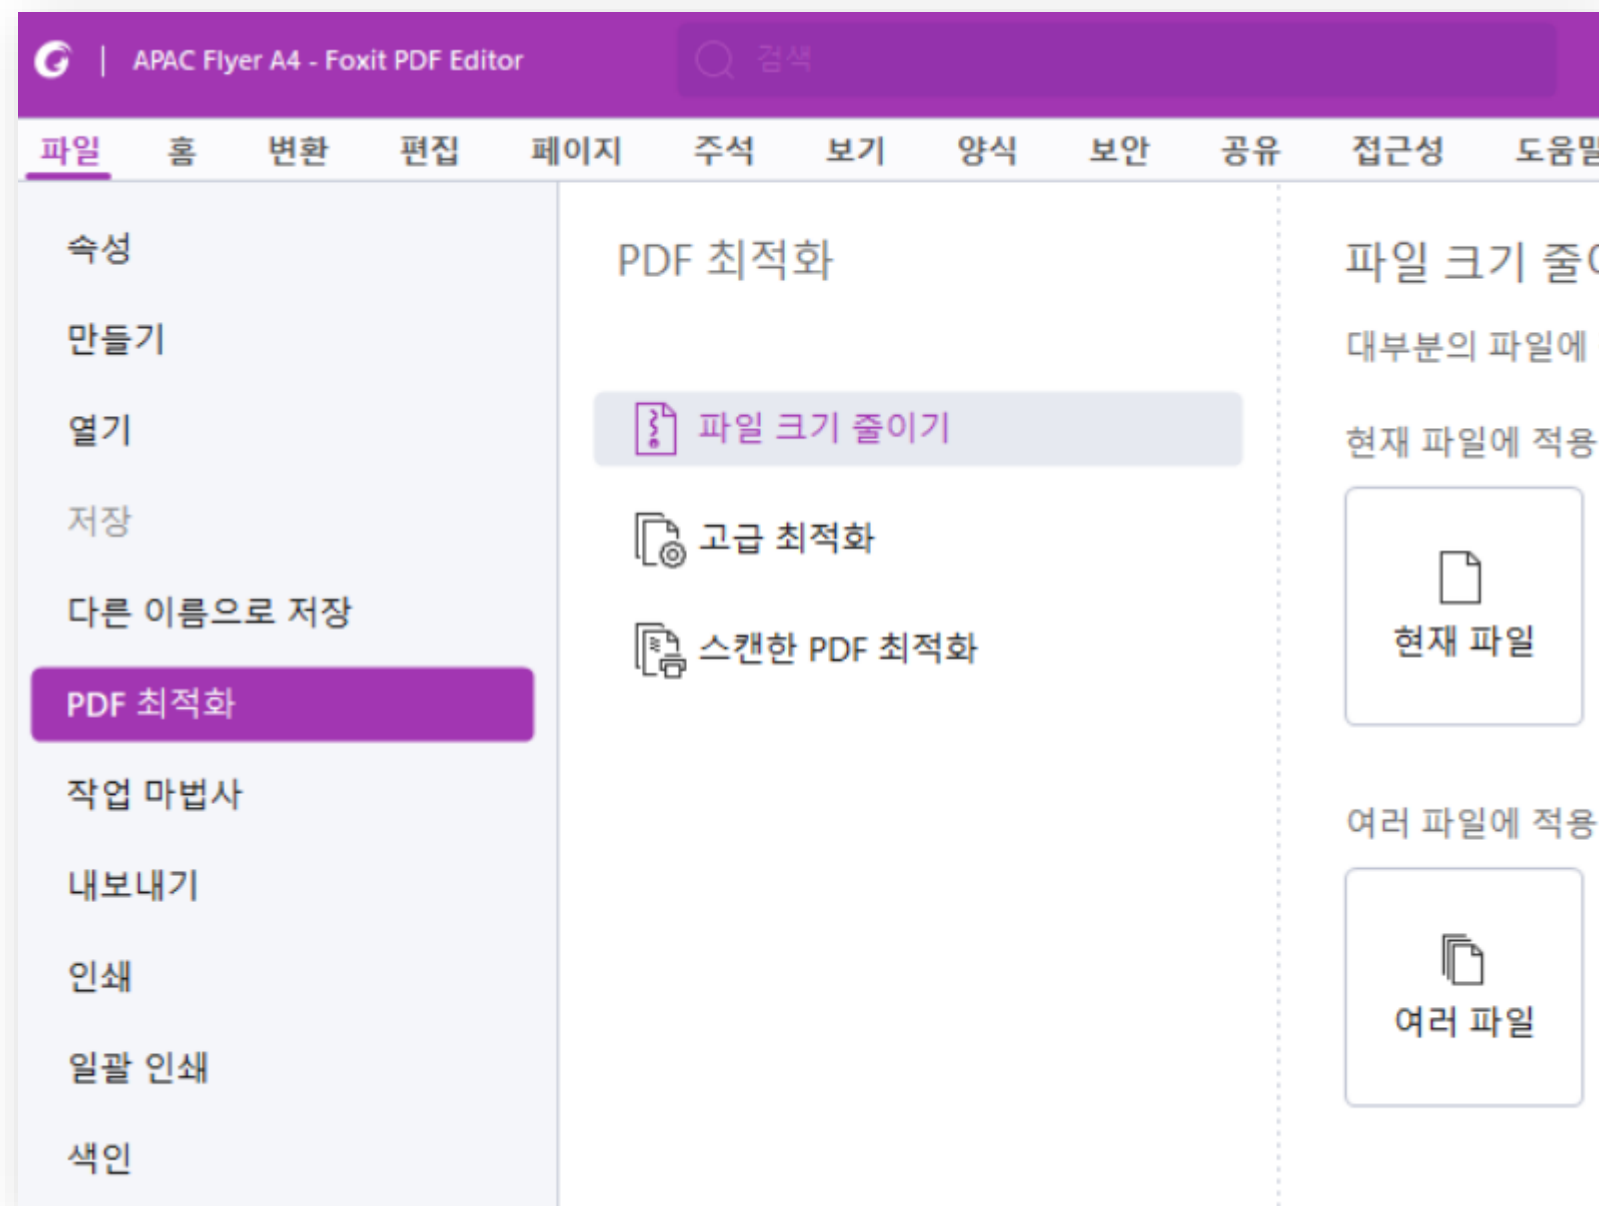 APAC Flyer A4 - Foxit PDF Editor
검색
파일 홈 변환 편집 페이지 주석 보기 양식 보안 공유 접근성
속성
만들기
열기
저장
다른 이름으로 저장
PDF 최적화
작업 마법사
내보내기
인쇄
일괄 인쇄
색인
PDF 최적화
파일 크기 줄이기
고급 최적화
스캔한 PDF 최적화
파일 크기
대부분의 파일에
현재 파일에 적용
현재 파일
여러 파일에 적용
여러 파일